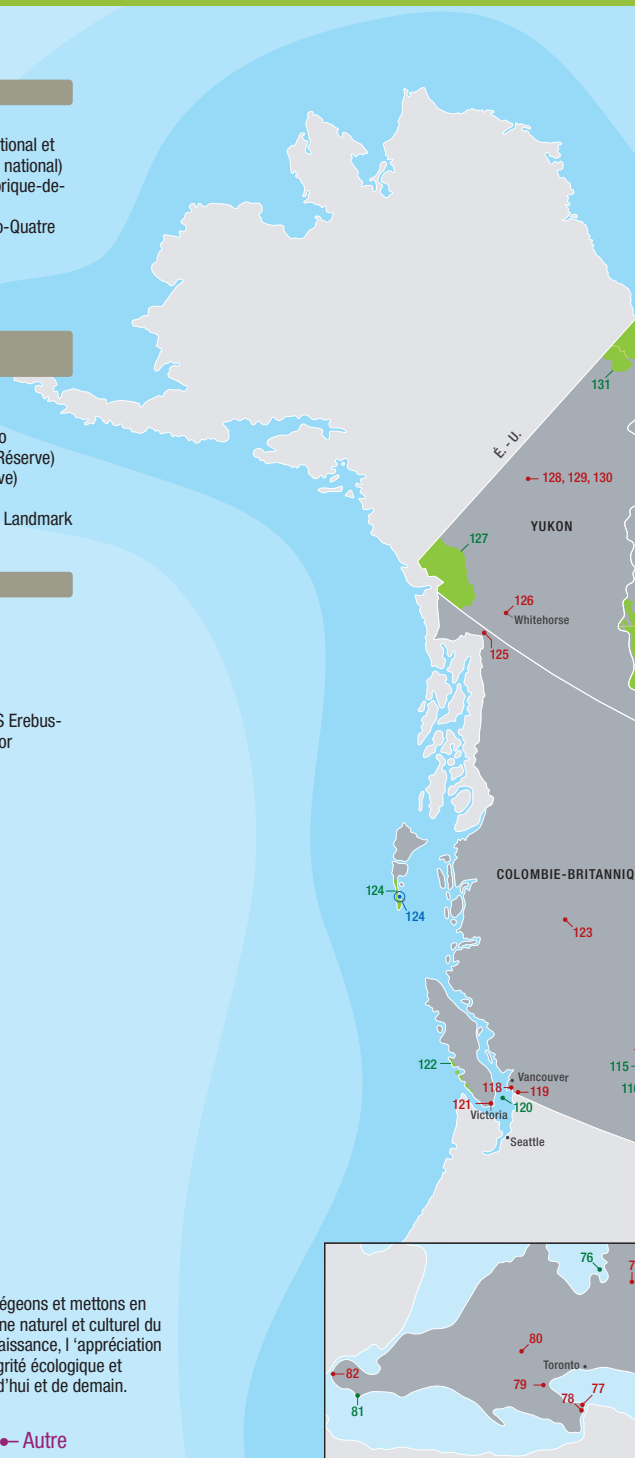 tional et
national)
rique-de-
o-Quatre
o
Réserve)
ve)
Landmark
S Erebus-
or
131
É. - U.
128, 129, 130
YUKON
127
126
Whitehorse
125
COLOMBIE-BRITANNIQ
124
124
123
122
115
116
Vancouver
118
119
121
120
Victoria
Seattle
76
7
80
Toronto
82
79
78
77
81
égeons et mettons en
ne naturel et culturel du
aissance, l 'appréciation
grité écologique et
d'hui et de demain.
Autre